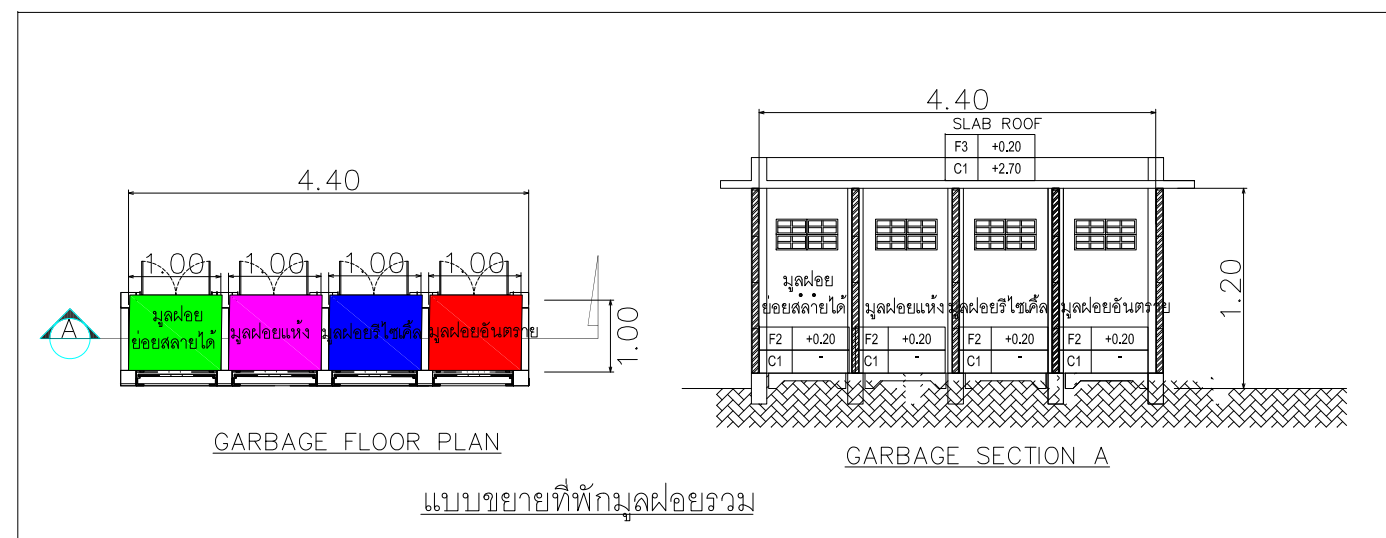 4.40
1.00 1.00 1.00 1.00
มูลฝอย
ย่อยสลายได้
มูลฝอยแห้ง
มูลฝอยรีไซเคิ้ล
มูลฝอยอันตราย
A
1.00
GARBAGE FLOOR PLAN
4.40
SLAB ROOF
F3 +0.20
C1 +2.70
มูลฝอย
ย่อยสลายได้
มูลฝอยแห้ง
มูลฝอยรีไซเคิ้ล
มูลฝอยอันตราย
F2 +0.20 F2 +0.20 F2 +0.20 F2 +0.20
C1 - C1 - C1 - C1 -
1.20
GARBAGE SECTION A
แบบขยายที่พักมูลฝอยรวม